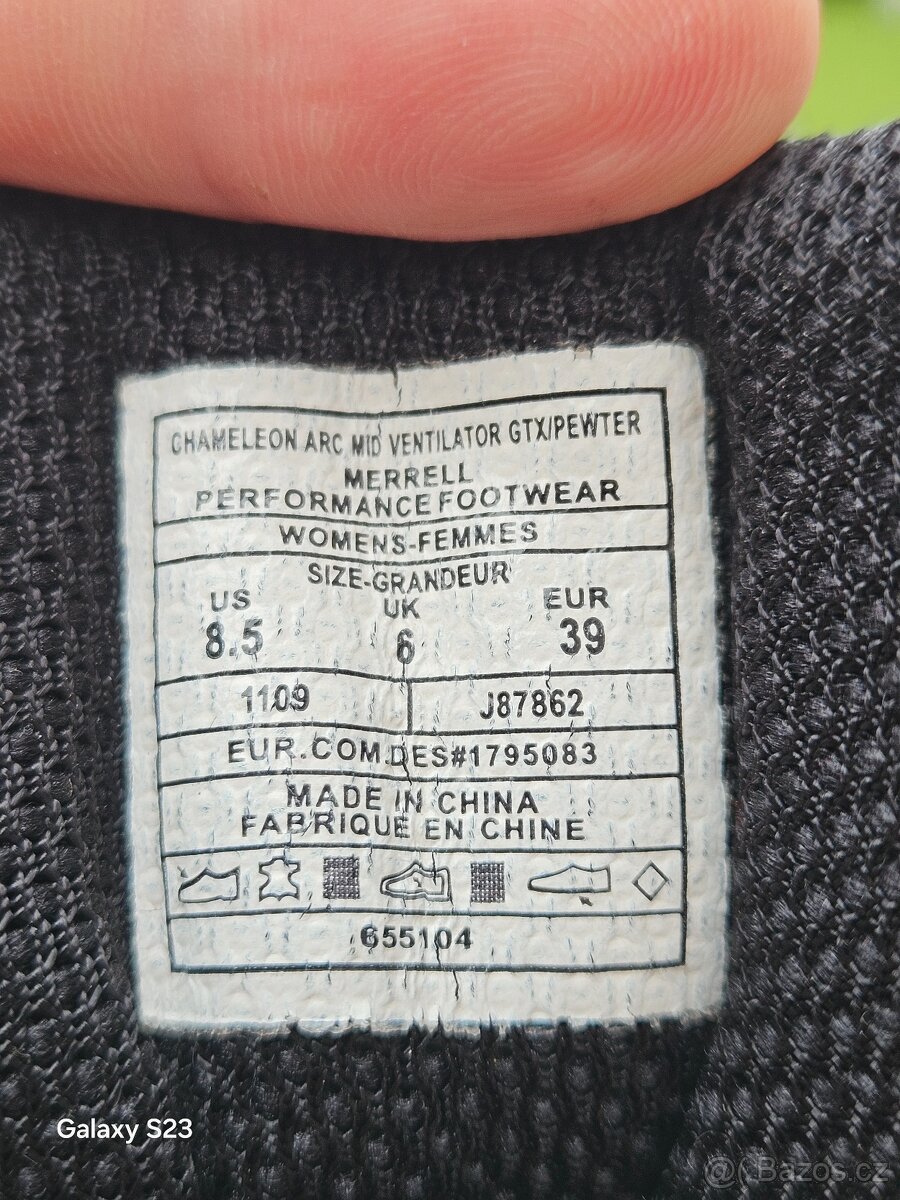 CHAMELEON ARC MID VENTILATOR GTX/PEWTER
MERRELL
PERFORMANCE FOOTWEAR
WOMENS-FEMMES
SIZE-GRANDEUR
US UK EUR
8.5 6 39
1109 J87862
EUR.COM.DES#1795083
MADE IN CHINA
FABRIQUE EN CHINE
655104
Galaxy S23
@ Bazos.cz